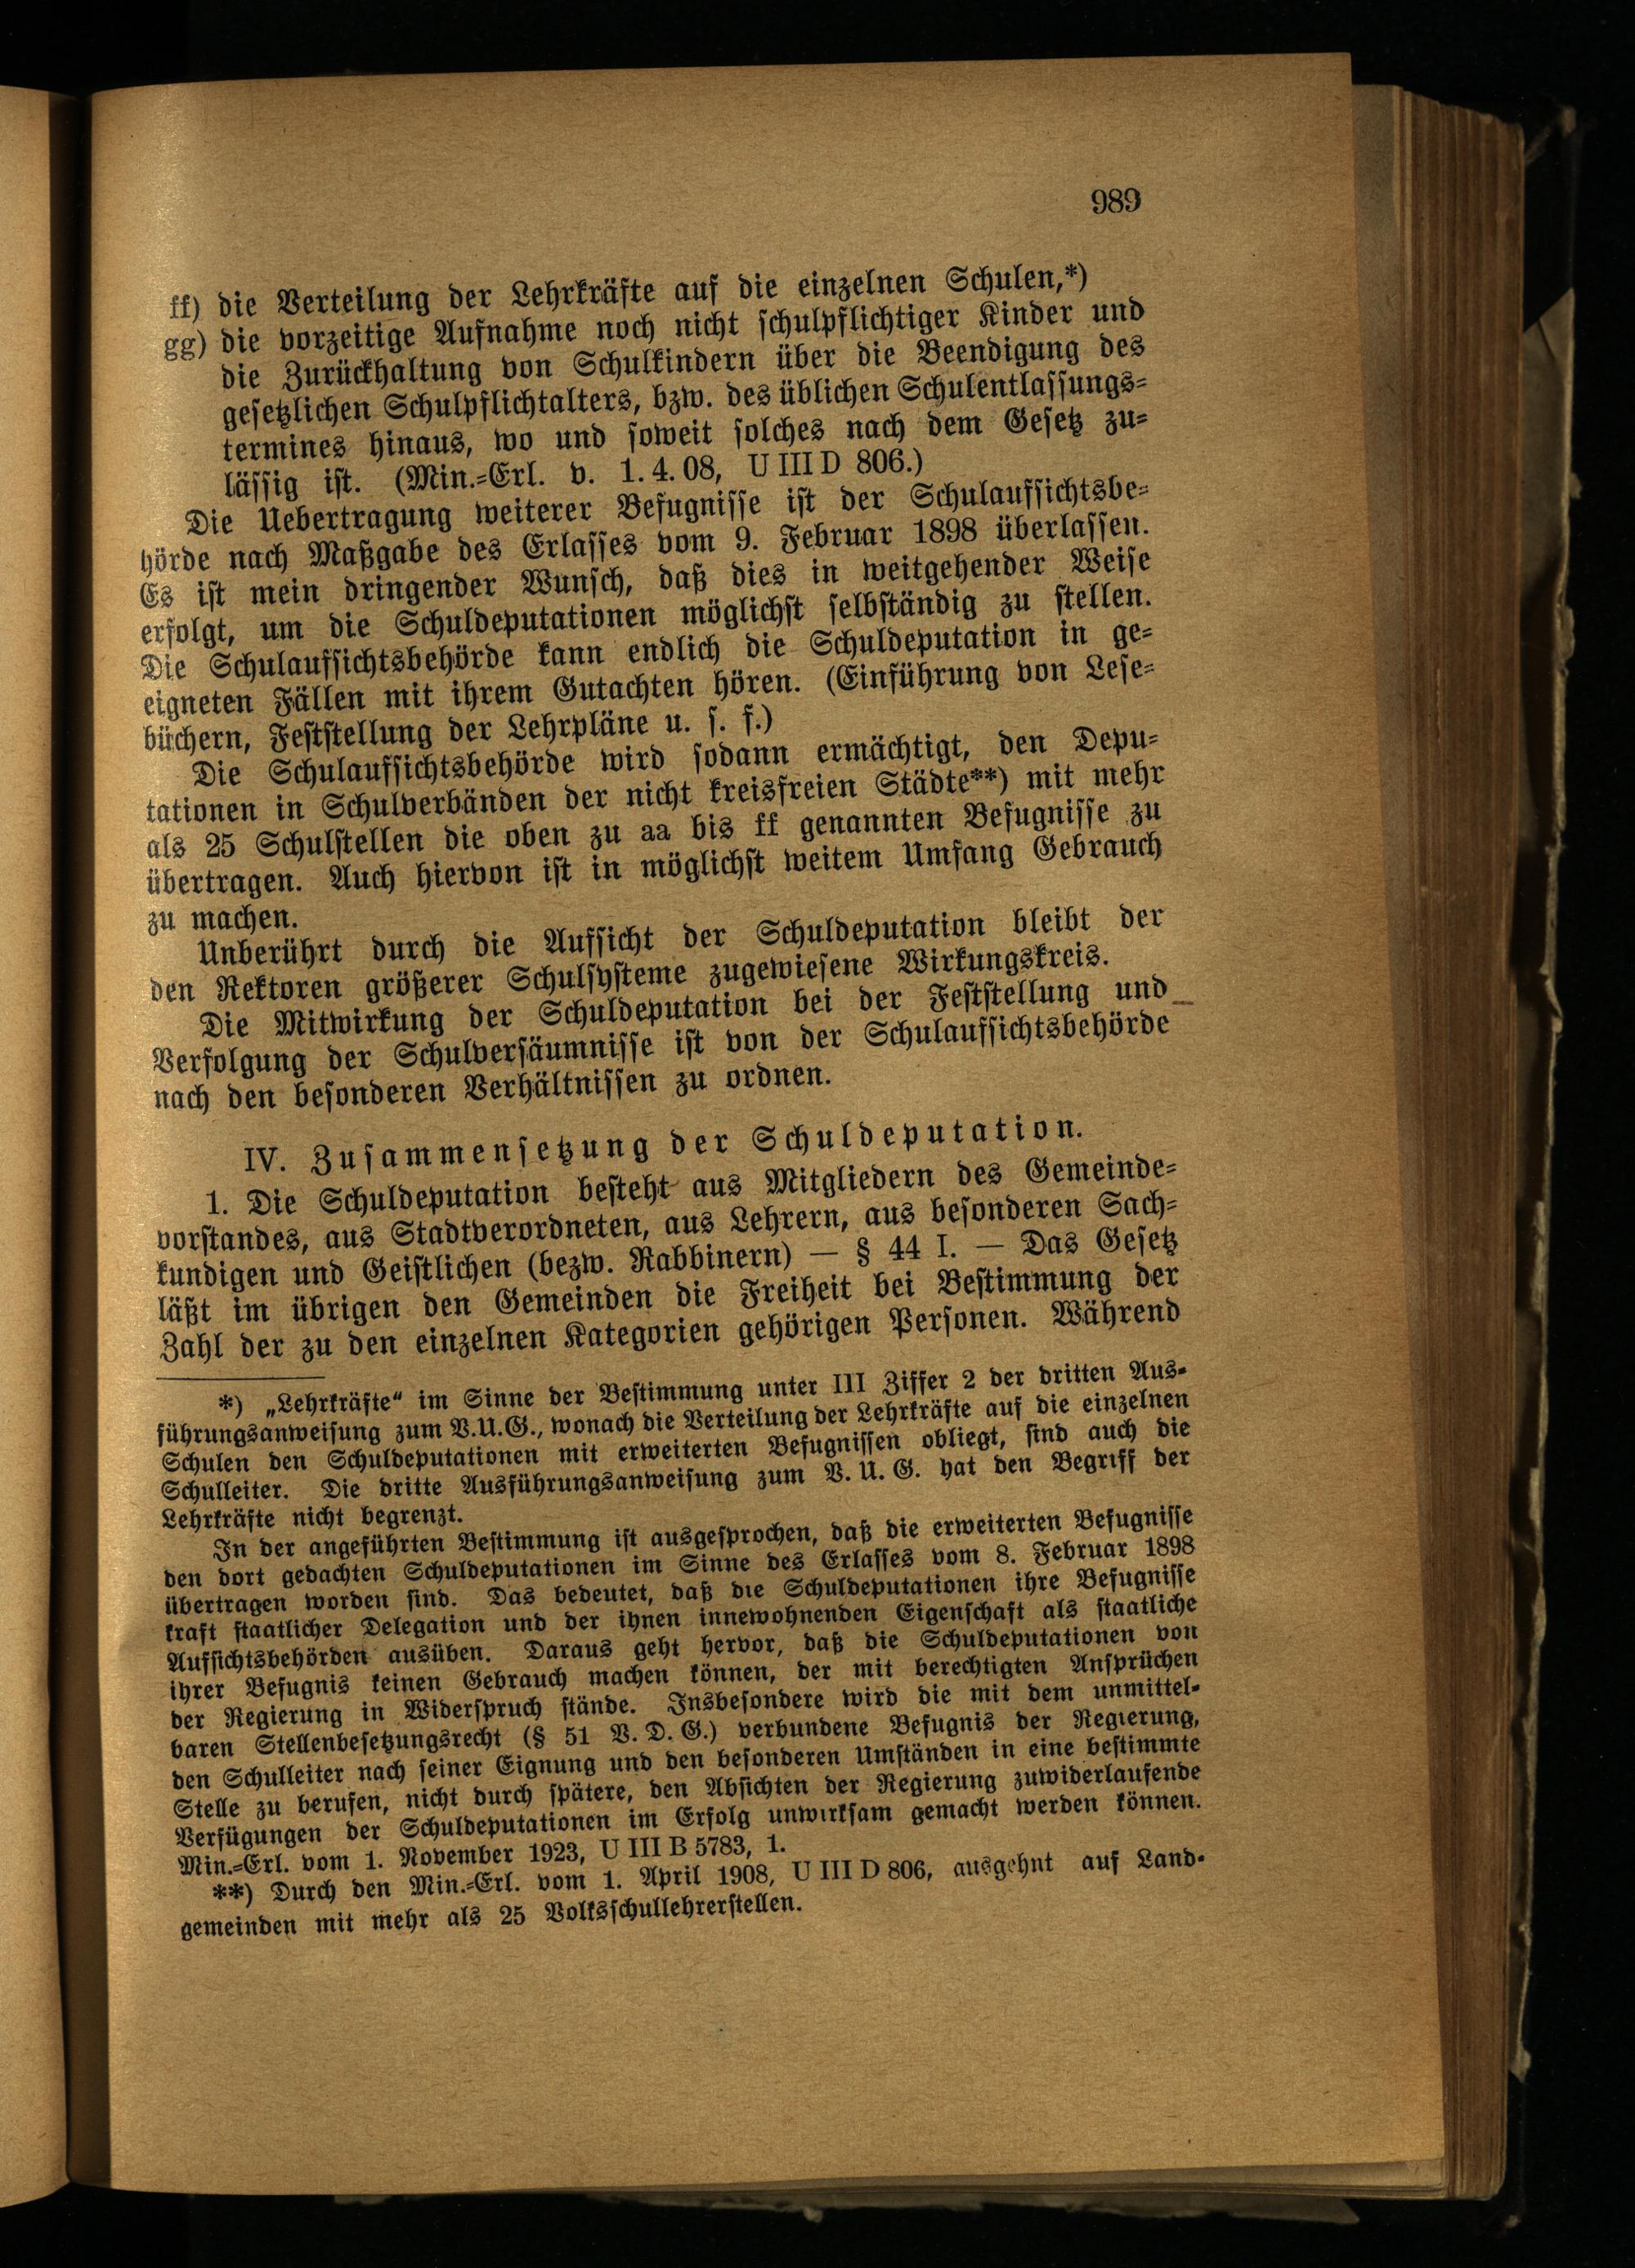 989
ff) die Verteilung der Lehrkräfte auf die einzelnen Schulen,*)
gg) die vorzeitige Aufnahme noch nicht schulpflichtiger Kinder und
die Zurückhaltung von Schulkindern über die Beendigung des
gesetzlichen Schulpflichtalters, bzw. des üblichen Schulentlassungs-
termines hinaus, wo und soweit solches nach dem Gesetz zu-
lässig ist. (Min.-Erl. v. 1. 4. 08, U III D 806.)
Die Uebertragung weiterer Befugnisse ist der Schulaufsichtsbe-
hörde nach Maßgabe des Erlasses vom 9. Februar 1898 überlassen.
Es ist mein dringender Wunsch, daß dies in weitgehender Weise
erfolgt, um die Schuldeputationen möglichst selbständig zu stellen.
Die Schulaufsichtsbehörde kann endlich die Schuldeputation in ge-
eigneten Fällen mit ihrem Gutachten hören. (Einführung von Lese-
büchern, Feststellung der Lehrpläne u. s. f.)
Die Schulaufsichtsbehörde wird sodann ermächtigt, den Depu-
tationen in Schulverbänden der nicht kreisfreien Städte**) mit mehr
als 25 Schulstellen die oben zu aa bis ff genannten Befugnisse zu
übertragen. Auch hiervon ist in möglichst weitem Umfang Gebrauch
zu machen.
Unberührt durch die Aufsicht der Schuldeputation bleibt der
den Rektoren größerer Schulsysteme zugewiesene Wirkungskreis.
Die Mitwirkung der Schuldeputation bei der Feststellung und
Verfolgung der Schulversäumnisse ist von der Schulaufsichtsbehörde
nach den besonderen Verhältnissen zu ordnen.
IV. Zusammensetzung der Schuldeputation.
1. Die Schuldeputation besteht aus Mitgliedern des Gemeinde-
vorstandes, aus Stadtverordneten, aus Lehrern, aus besonderen Sach-
kundigen und Geistlichen (bezw. Rabbinern) — § 44 I. — Das Gesetz
läßt im übrigen den Gemeinden die Freiheit bei Bestimmung der
Zahl der zu den einzelnen Kategorien gehörigen Personen. Während
*) „Lehrkräfte“ im Sinne der Bestimmung unter III Ziffer 2 der dritten Aus-
führungsanweisung zum V.U.G., wonach die Verteilung der Lehrkräfte auf die einzelnen
Schulen den Schuldeputationen mit erweiterten Befugnissen obliegt, sind auch die
Schulleiter. Die dritte Ausführungsanweisung zum V. U. G. hat den Begriff der
Lehrkräfte nicht begrenzt.
In der angeführten Bestimmung ist ausgesprochen, daß die erweiterten Befugnisse
den dort gedachten Schuldeputationen im Sinne des Erlasses vom 8. Februar 1898
übertragen worden sind. Das bedeutet, daß die Schuldeputationen ihre Befugnisse
kraft staatlicher Delegation und der ihnen innewohnenden Eigenschaft als staatliche
Aufsichtsbehörden ausüben. Daraus geht hervor, daß die Schuldeputationen von
ihrer Befugnis keinen Gebrauch machen können, der mit berechtigten Ansprüchen
der Regierung in Widerspruch stände. Insbesondere wird die mit dem unmittel-
baren Stellenbesetzungsrecht (§ 51 V. D. G.) verbundene Befugnis der Regierung,
den Schulleiter nach seiner Eignung und den besonderen Umständen in eine bestimmte
Stelle zu berufen, nicht durch spätere, den Absichten der Regierung zuwiderlaufende
Verfügungen der Schuldeputationen im Erfolg unwirksam gemacht werden können.
Min.-Erl. vom 1. November 1923, U III B 5783, 1.
**) Durch den Min.-Erl. vom 1. April 1908, U III D 806, ausgehnt auf Land-
gemeinden mit mehr als 25 Volksschullehrerstellen.